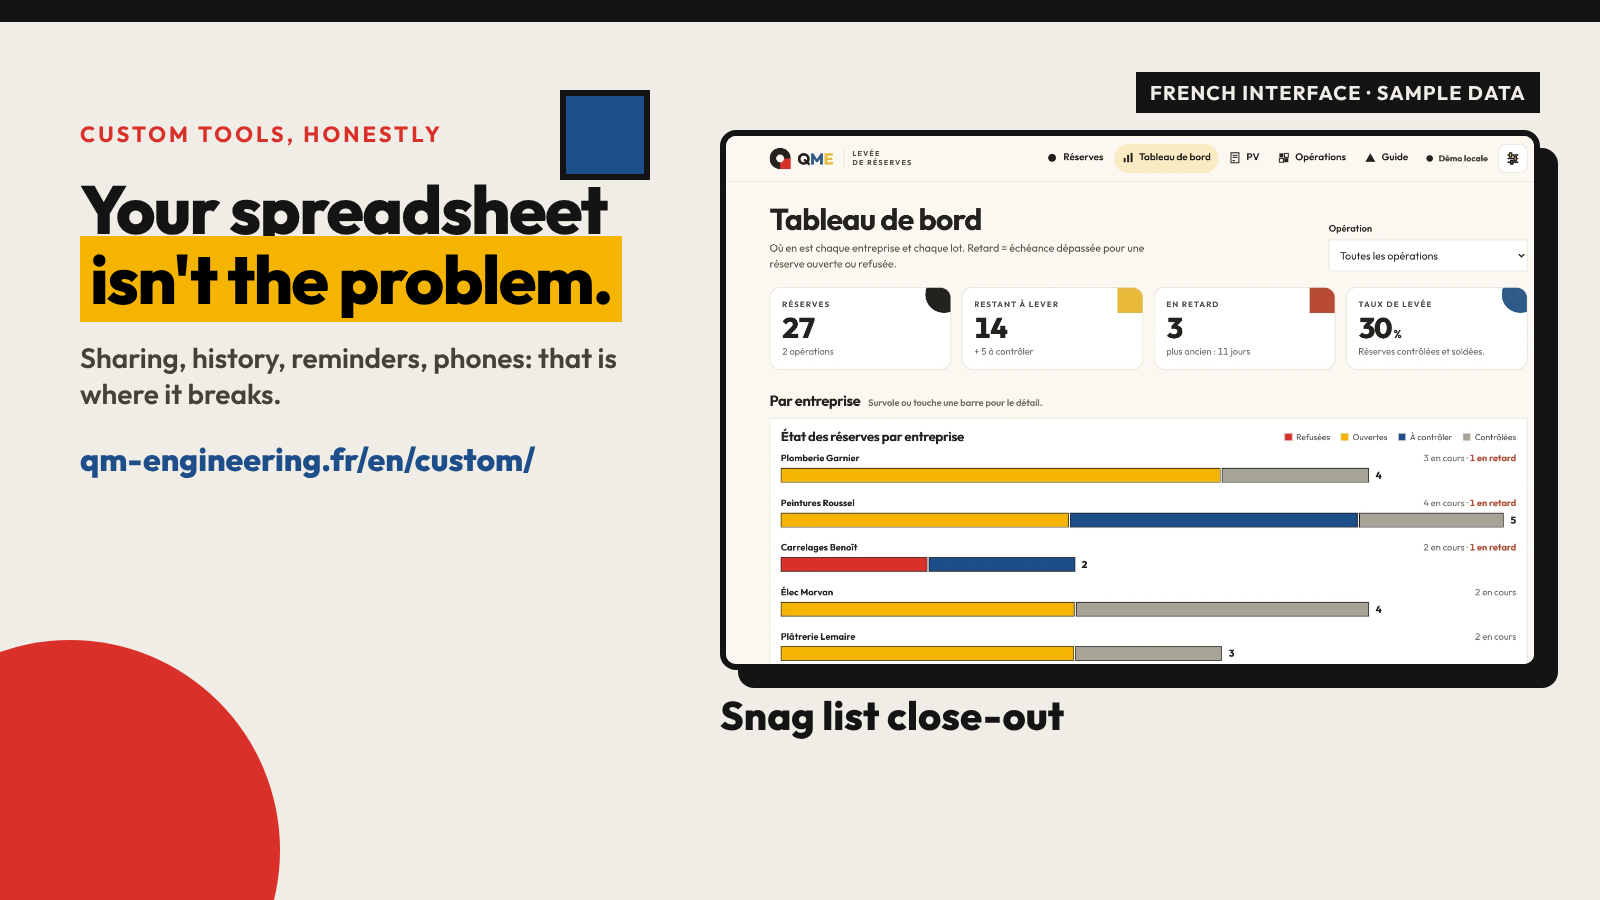 CUSTOM TOOLS, HONESTLY
Your spreadsheet
isn't the problem.
Sharing, history, reminders, phones: that is
where it breaks.
qm-engineering.fr/en/custom/
FRENCH INTERFACE · SAMPLE DATA
QME
LEVÉE
DE RÉSERVES
Réserves
Tableau de bord
PV
Opérations
Guide
Démo locale
Tableau de bord
Où en est chaque entreprise et chaque lot. Retard = échéance dépassée pour une
réserve ouverte ou refusée.
Opération
Toutes les opérations
RÉSERVES
27
2 opérations
RESTANT À LEVER
14
+ 5 à contrôler
EN RETARD
3
plus ancien : 11 jours
TAUX DE LEVÉE
30%
Réserves contrôlées et soldées.
Par entreprise Survole ou touche une barre pour le détail.
État des réserves par entreprise
Refusées Ouvertes À contrôler Contrôlées
Plomberie Garnier 3 en cours · 1 en retard
4
Peintures Roussel 4 en cours · 1 en retard
5
Carrelages Benoît 2 en cours · 1 en retard
2
Élec Morvan 2 en cours
4
Plâtrerie Lemaire 2 en cours
3
Snag list close-out